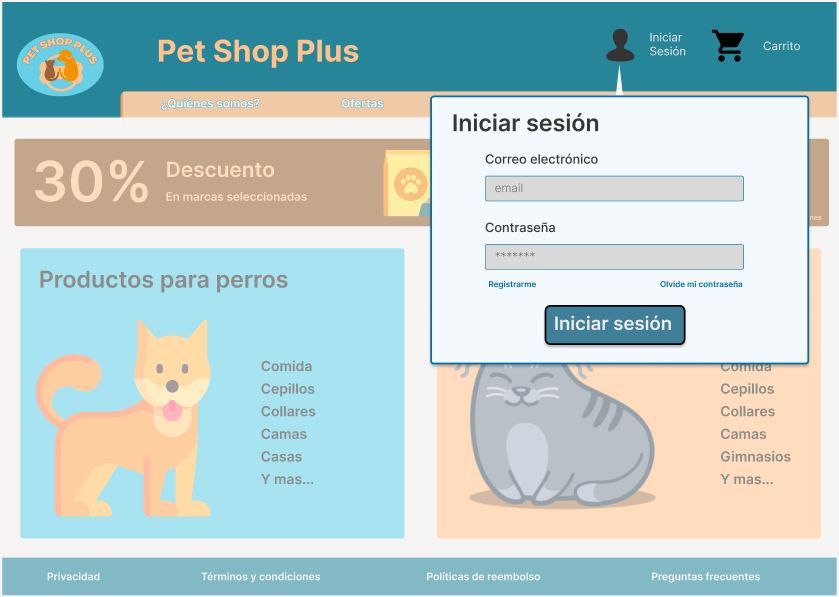 PET SHOP PLUS
Pet Shop Plus
Iniciar
Sesión
Carrito
¿Quiénes somos?
Ofertas
30%
Descuento
En marcas seleccionadas
Iniciar sesión
Correo electrónico
email
Contraseña
*******
Registrarme
Olvide mi contraseña
Iniciar sesión
Productos para perros
Comida
Cepillos
Collares
Camas
Casas
Y mas...
Comida
Cepillos
Collares
Camas
Gimnasios
Y mas...
Privacidad
Términos y condiciones
Políticas de reembolso
Preguntas frecuentes